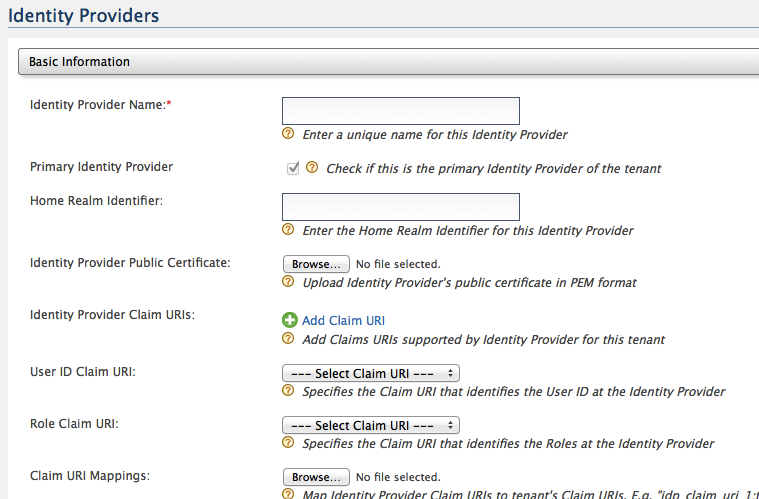 Identity Providers
Basic Information
Identity Provider Name:*
Enter a unique name for this Identity Provider
Primary Identity Provider
Check if this is the primary Identity Provider of the tenant
Home Realm Identifier:
Enter the Home Realm Identifier for this Identity Provider
Identity Provider Public Certificate:
Browse... No file selected.
Upload Identity Provider's public certificate in PEM format
Identity Provider Claim URIs:
Add Claim URI
Add Claims URIs supported by Identity Provider for this tenant
User ID Claim URI:
--- Select Claim URI ---
Specifies the Claim URI that identifies the User ID at the Identity Provider
Role Claim URI:
--- Select Claim URI ---
Specifies the Claim URI that identifies the Roles at the Identity Provider
Claim URI Mappings:
Browse... No file selected.
Map Identity Provider Claim URIs to tenant's Claim URIs. E.g. "idp_claim_uri_1:t